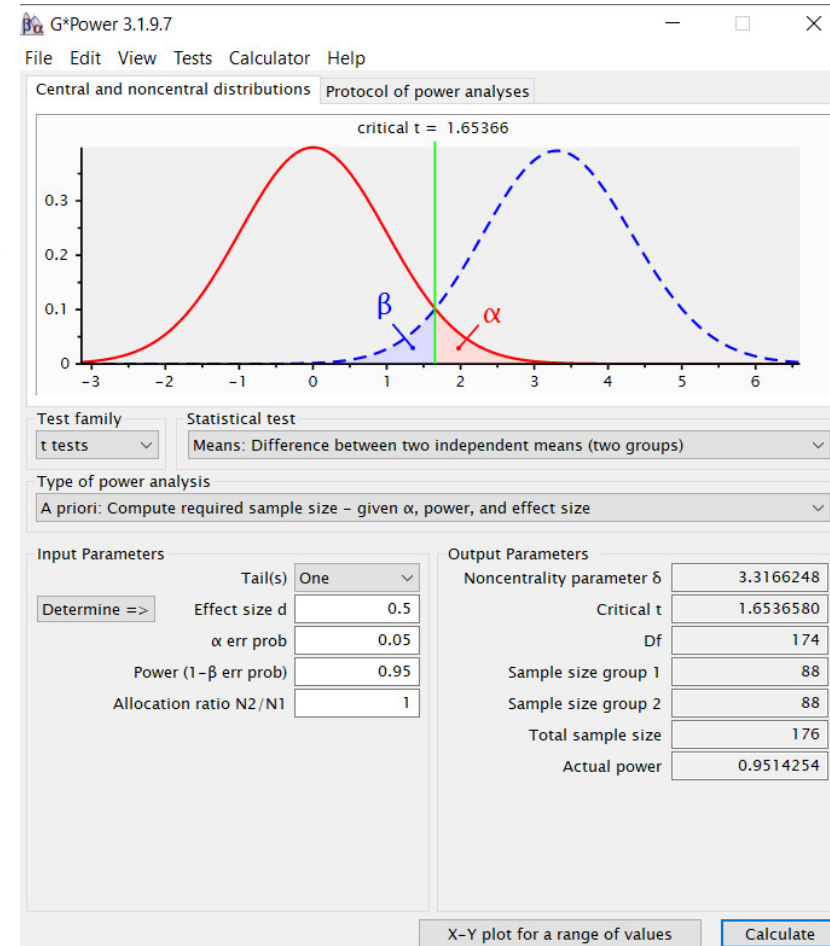 βα G*Power 3.1.9.7
File Edit View Tests Calculator Help
Central and noncentral distributions Protocol of power analyses
critical t = 1.65366
0.3
0.2
0.1
0
β
α
-3 -2 -1 0 1 2 3 4 5 6
Test family Statistical test
t tests Means: Difference between two independent means (two groups)
Type of power analysis
A priori: Compute required sample size – given α, power, and effect size
Input Parameters
Tail(s) One
Determine => Effect size d 0.5
α err prob 0.05
Power (1-β err prob) 0.95
Allocation ratio N2/N1 1
Output Parameters
Noncentrality parameter δ 3.3166248
Critical t 1.6536580
Df 174
Sample size group 1 88
Sample size group 2 88
Total sample size 176
Actual power 0.9514254
X-Y plot for a range of values Calculate